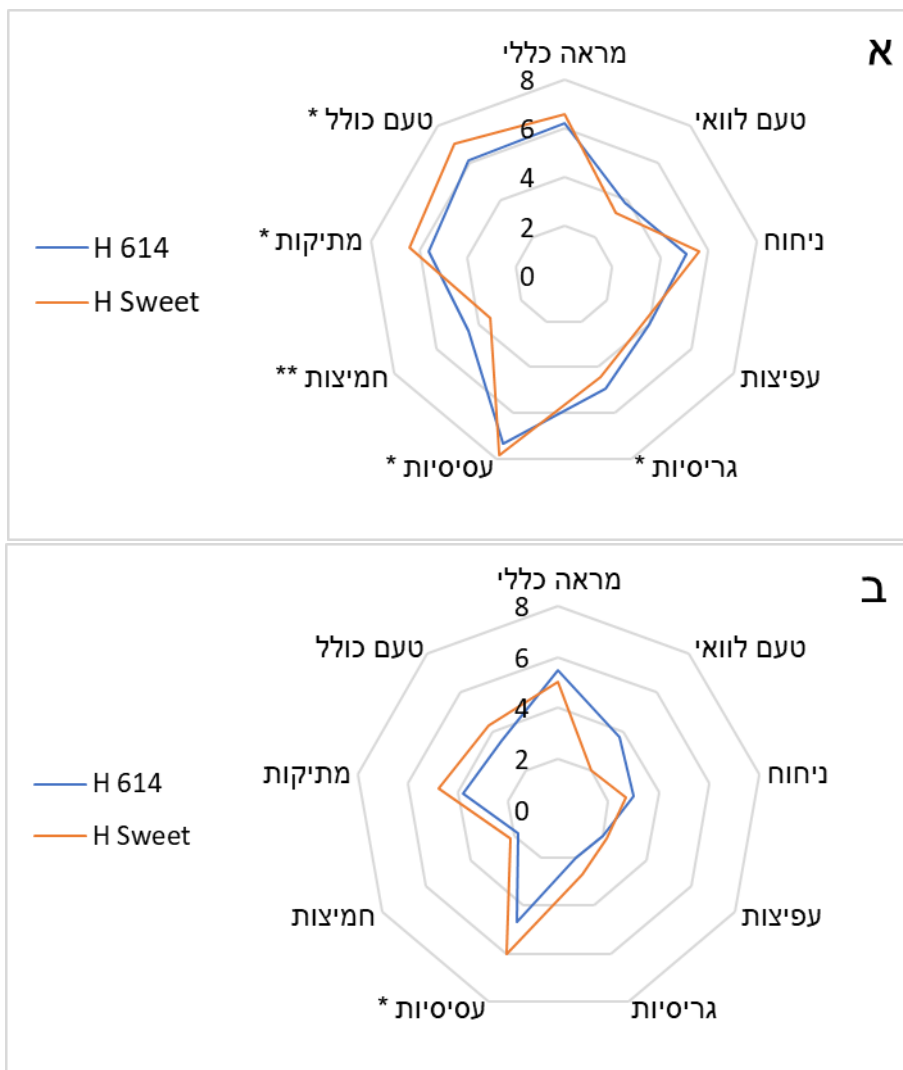 א
מראה כללי
8
טעם כולל *
טעם לוואי
6
4
מתיקות *
ניחוח
H 614
2
0
H Sweet
חמיצות **
עפיצות
עסיסיות *
גריסיות *
ב
מראה כללי
8
טעם כולל
טעם לוואי
6
4
מתיקות
ניחוח
H 614
2
0
H Sweet
חמיצות
עפיצות
עסיסיות *
גריסיות